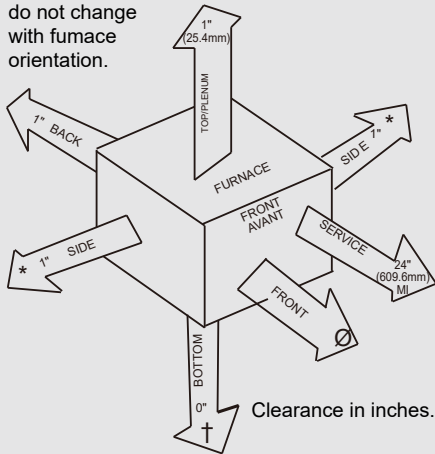 do not change
with fumace
orientation.
1"
(25.4mm)
TOP/PLENUM
1" BACK
SID E 1" *
FURNACE
FRONT
AVANT
* 1" SIDE
SERVICE
24"
(609.6mm)
MI
FRONT
Ø
BOTTOM
0"
†
Clearance in inches.